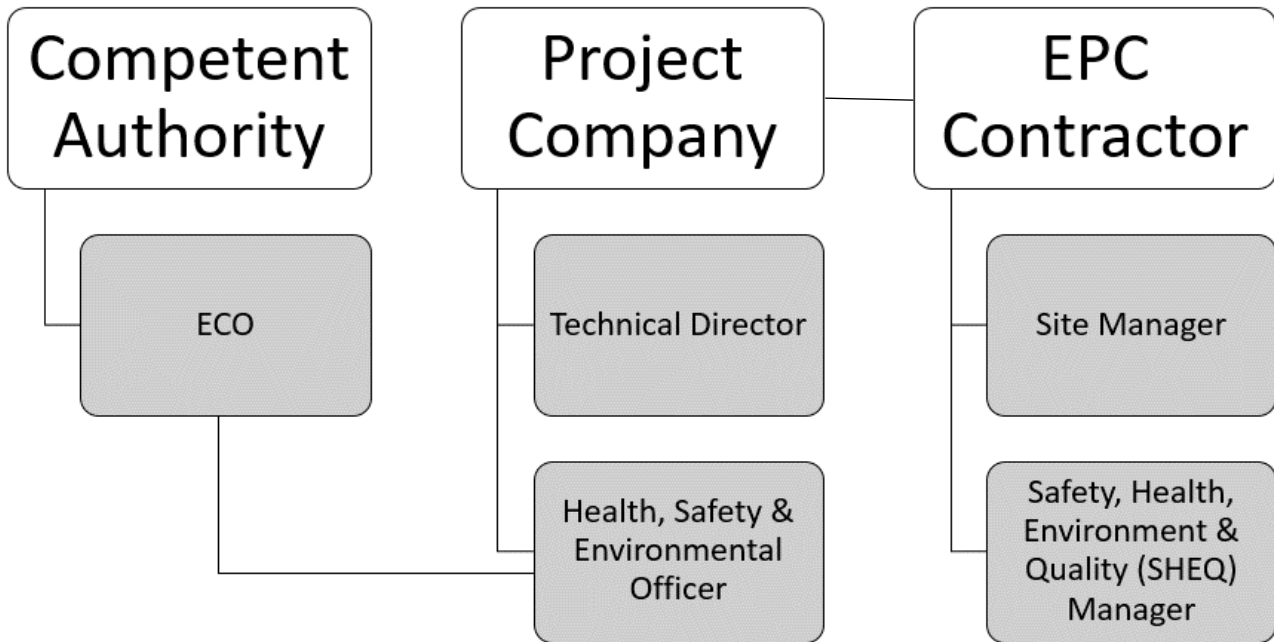 Competent
Authority
Project
Company
EPC
Contractor
ECO
Technical Director
Site Manager
Health, Safety &
Environmental
Officer
Safety, Health,
Environment &
Quality (SHEQ)
Manager